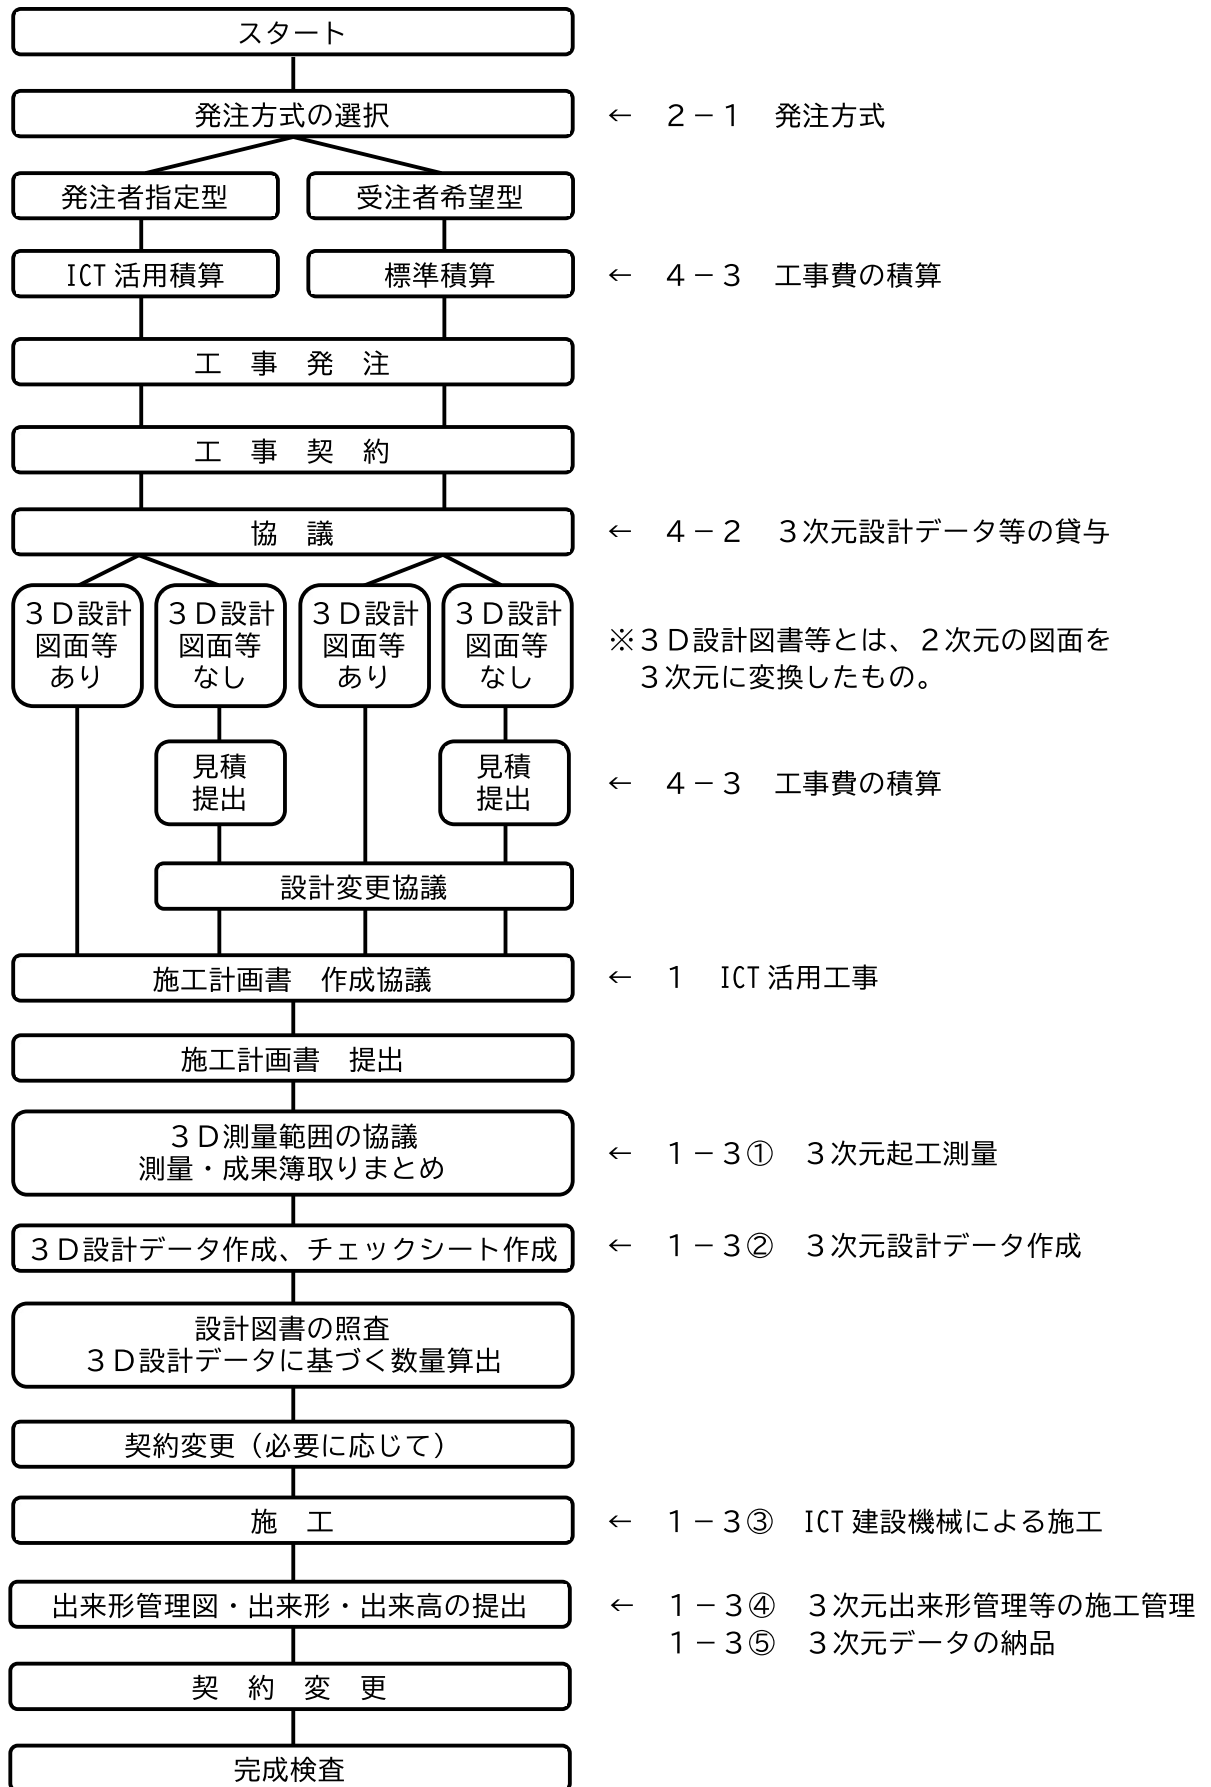 スタート
発注方式の選択
← 2－1 発注方式
発注者指定型
受注者希望型
ICT活用積算
標準積算
← 4－3 工事費の積算
工 事 発 注
工 事 契 約
協 議
← 4－2 3次元設計データ等の貸与
3D設計
図面等
あり
3D設計
図面等
なし
3D設計
図面等
あり
3D設計
図面等
なし
※3D設計図書等とは、2次元の図面を
3次元に変換したもの。
見積
提出
見積
提出
← 4－3 工事費の積算
設計変更協議
施工計画書 作成協議
← 1 ICT活用工事
施工計画書 提出
3D測量範囲の協議
測量・成果簿取りまとめ
← 1－3① 3次元起工測量
3D設計データ作成、チェックシート作成
← 1－3② 3次元設計データ作成
設計図書の照査
3D設計データに基づく数量算出
契約変更（必要に応じて）
施 工
← 1－3③ ICT建設機械による施工
出来形管理図・出来形・出来高の提出
← 1－3④ 3次元出来形管理等の施工管理
1－3⑤ 3次元データの納品
契 約 変 更
完成検査